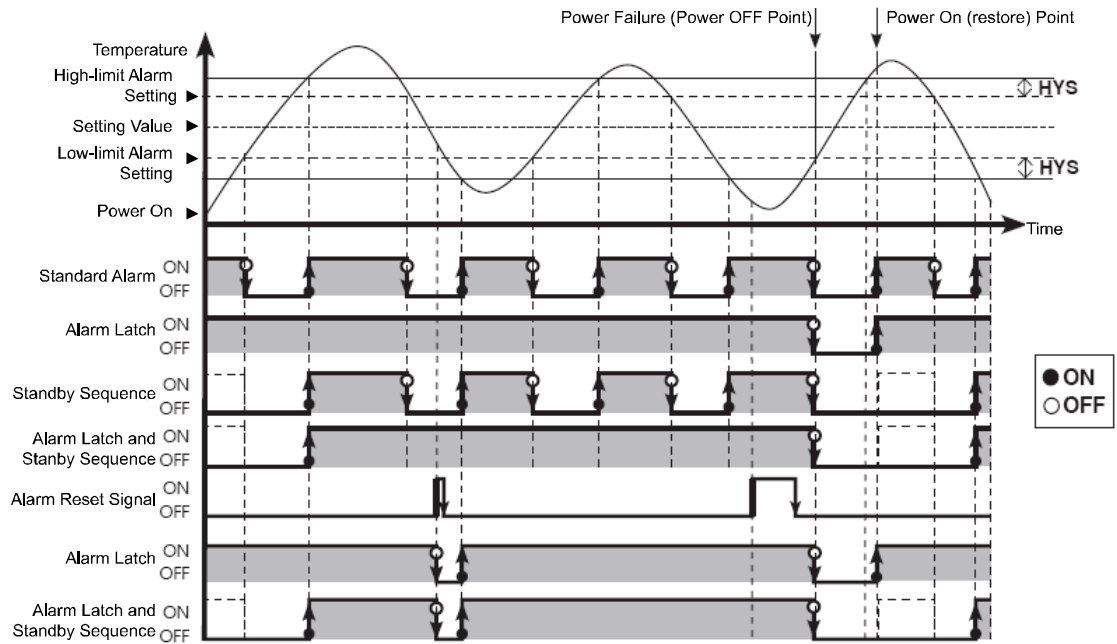 Power Failure (Power OFF Point)
Power On (restore) Point
Temperature
High-limit Alarm
Setting
HYS
Setting Value
Low-limit Alarm
Setting
HYS
Power On
Time
Standard Alarm
ON
OFF
Alarm Latch
ON
OFF
Standby Sequence
ON
OFF
Alarm Latch and
Stanby Sequence
ON
OFF
Alarm Reset Signal
ON
OFF
Alarm Latch
ON
OFF
Alarm Latch and
Standby Sequence
ON
OFF
ON
OFF